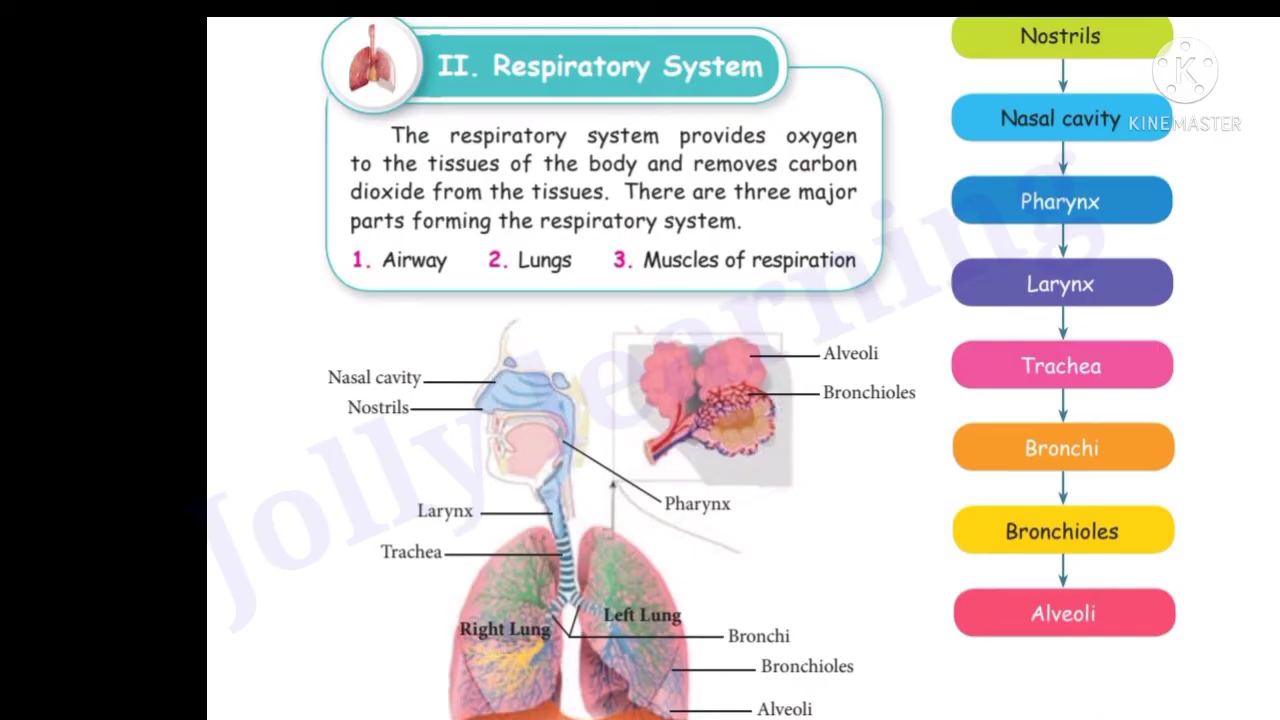 II. Respiratory System
The respiratory system provides oxygen
to the tissues of the body and removes carbon
dioxide from the tissues. There are three major
parts forming the respiratory system.
1. Airway 2. Lungs 3. Muscles of respiration
Nasal cavity
Nostrils
Larynx
Trachea
Right Lung
Left Lung
Alveoli
Bronchioles
Pharynx
Bronchi
Bronchioles
Alveoli
Nostrils
Nasal cavity
Pharynx
Larynx
Trachea
Bronchi
Bronchioles
Alveoli
K
KINEMASTER
Jolly Learning